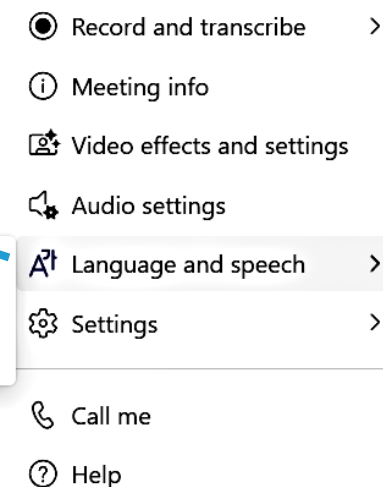 Record and transcribe
Meeting info
Video effects and settings
Audio settings
Language and speech
Settings
Call me
Help